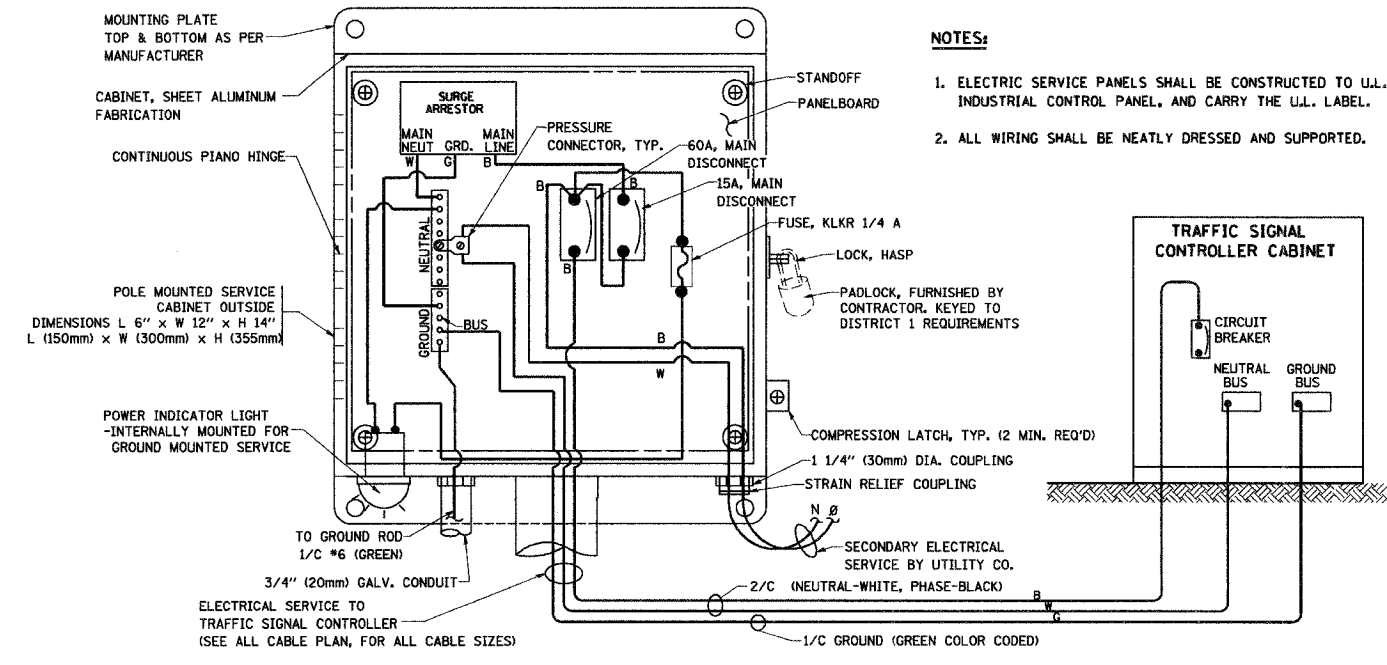 MOUNTING PLATE
TOP & BOTTOM AS PER
MANUFACTURER
CABINET, SHEET ALUMINUM
FABRICATION
CONTINUOUS PIANO HINGE
POLE MOUNTED SERVICE
CABINET OUTSIDE
DIMENSIONS L 6" x W 12" x H 14"
L (150mm) x W (300mm) x H (355mm)
POWER INDICATOR LIGHT
-INTERNALLY MOUNTED FOR
GROUND MOUNTED SERVICE
SURGE
ARRESTOR
MAIN
NEUT
GRD.
MAIN
LINE
W
G
B
NEUTRAL
GROUND
BUS
PRESSURE
CONNECTOR, TYP.
B
B
B
B
W
STANDOFF
PANELBOARD
60A, MAIN
DISCONNECT
15A, MAIN
DISCONNECT
FUSE, KLKR 1/4 A
LOCK, HASP
PADLOCK, FURNISHED BY
CONTRACTOR. KEYED TO
DISTRICT 1 REQUIREMENTS
COMPRESSION LATCH, TYP. (2 MIN. REQ'D)
1 1/4" (30mm) DIA. COUPLING
STRAIN RELIEF COUPLING
N Ø
SECONDARY ELECTRICAL
SERVICE BY UTILITY CO.
TO GROUND ROD
1/C #6 (GREEN)
3/4" (20mm) GALV. CONDUIT
ELECTRICAL SERVICE TO
TRAFFIC SIGNAL CONTROLLER
(SEE ALL CABLE PLAN, FOR ALL CABLE SIZES)
2/C (NEUTRAL-WHITE, PHASE-BLACK)
B
W
G
1/C GROUND (GREEN COLOR CODED)
NOTES:
1. ELECTRIC SERVICE PANELS SHALL BE CONSTRUCTED TO U.L.
INDUSTRIAL CONTROL PANEL, AND CARRY THE U.L. LABEL.
2. ALL WIRING SHALL BE NEATLY DRESSED AND SUPPORTED.
TRAFFIC SIGNAL
CONTROLLER CABINET
CIRCUIT
BREAKER
NEUTRAL
BUS
GROUND
BUS